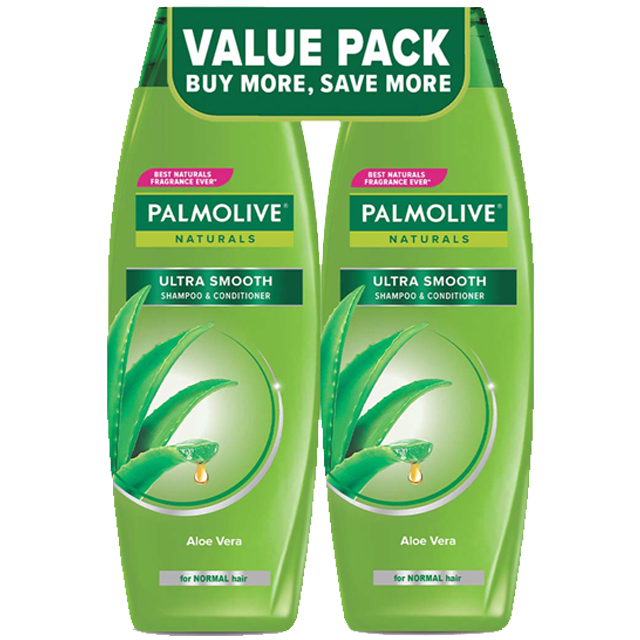 VALUE PACK
BUY MORE, SAVE MORE
BEST NATURALS
FRAGRANCE EVER*
PALMOLIVE®
NATURALS
ULTRA SMOOTH
SHAMPOO & CONDITIONER
Aloe Vera
for NORMAL hair
BEST NATURALS
FRAGRANCE EVER*
PALMOLIVE®
NATURALS
ULTRA SMOOTH
SHAMPOO & CONDITIONER
Aloe Vera
for NORMAL hair